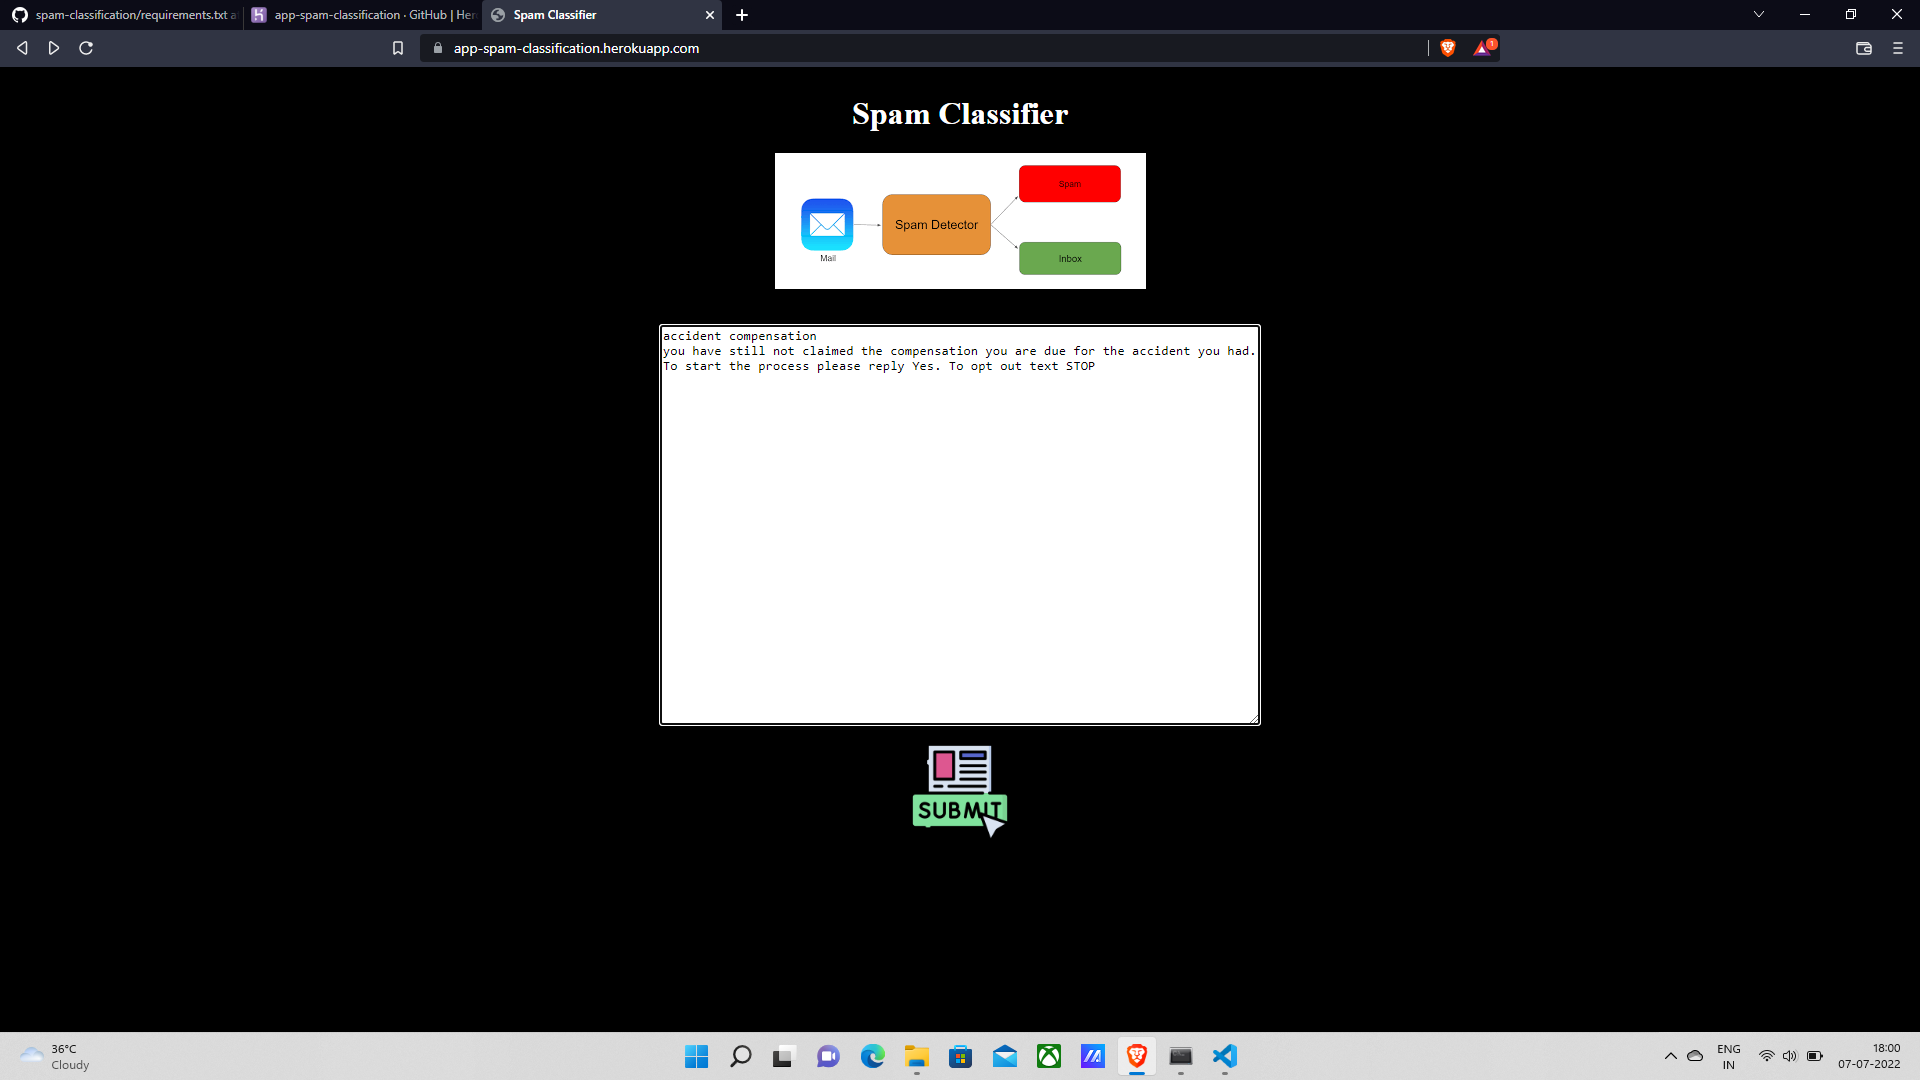 spam-classification/requirements.txt a
app-spam-classification · GitHub | Her
Spam Classifier
app-spam-classification.herokuapp.com
1
Spam Classifier
Spam
Spam Detector
Mail
Inbox
accident compensation
you have still not claimed the compensation you are due for the accident you had.
To start the process please reply Yes. To opt out text STOP
SUBMIT
36°C
Cloudy
ENG
IN
18:00
07-07-2022